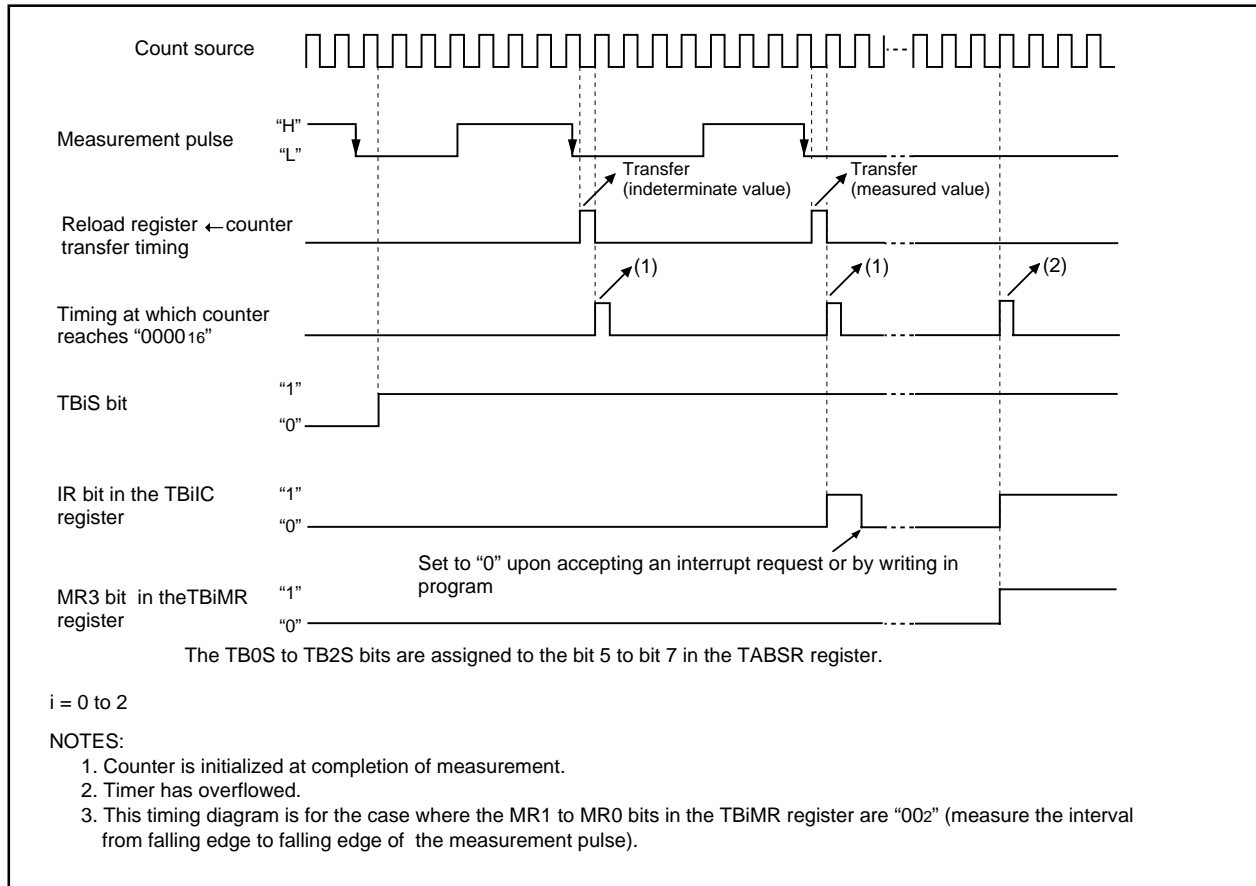 Count source
Measurement pulse
“H”
“L”
Transfer
(indeterminate value)
Transfer
(measured value)
Reload register ←counter
transfer timing
(1)
(1)
(2)
Timing at which counter
reaches “000016”
TBiS bit
“1”
“0”
IR bit in the TBiIC
register
“1”
“0”
Set to “0” upon accepting an interrupt request or by writing in
program
MR3 bit in theTBiMR
register
“1”
“0”
The TB0S to TB2S bits are assigned to the bit 5 to bit 7 in the TABSR register.
i = 0 to 2
NOTES:
1. Counter is initialized at completion of measurement.
2. Timer has overflowed.
3. This timing diagram is for the case where the MR1 to MR0 bits in the TBiMR register are “002” (measure the interval
from falling edge to falling edge of the measurement pulse).